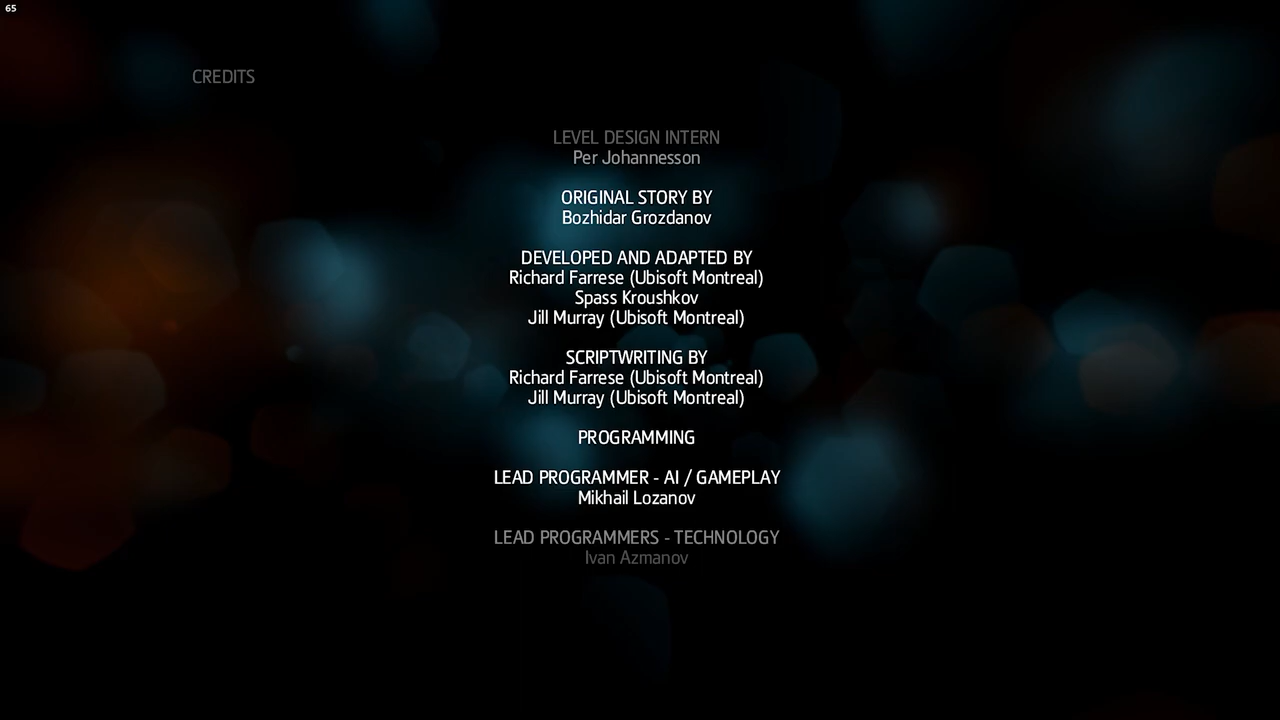 65
CREDITS
LEVEL DESIGN INTERN
Per Johannesson
ORIGINAL STORY BY
Bozhidar Grozdanov
DEVELOPED AND ADAPTED BY
Richard Farrese (Ubisoft Montreal)
Spass Kroushkov
Jill Murray (Ubisoft Montreal)
SCRIPTWRITING BY
Richard Farrese (Ubisoft Montreal)
Jill Murray (Ubisoft Montreal)
PROGRAMMING
LEAD PROGRAMMER - AI / GAMEPLAY
Mikhail Lozanov
LEAD PROGRAMMERS - TECHNOLOGY
Ivan Azmanov